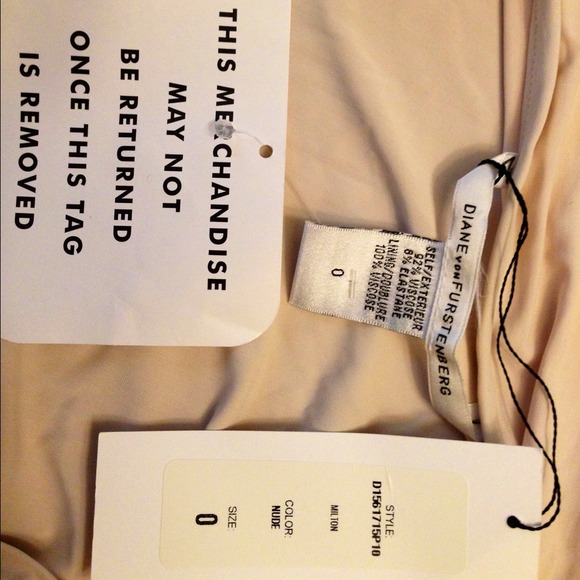 THIS MERCHANDISE
MAY NOT
BE RETURNED
ONCE THIS TAG
IS REMOVED
DIANE VON FURSTENBERG
SELF/EXTERIEUR
92% VISCOSE
8% ELASTANE
LINING/DOUBLURE
100% VISCOSE
0
STYLE:
D1561715P10
MILTON
COLOR:
NUDE
SIZE:
0